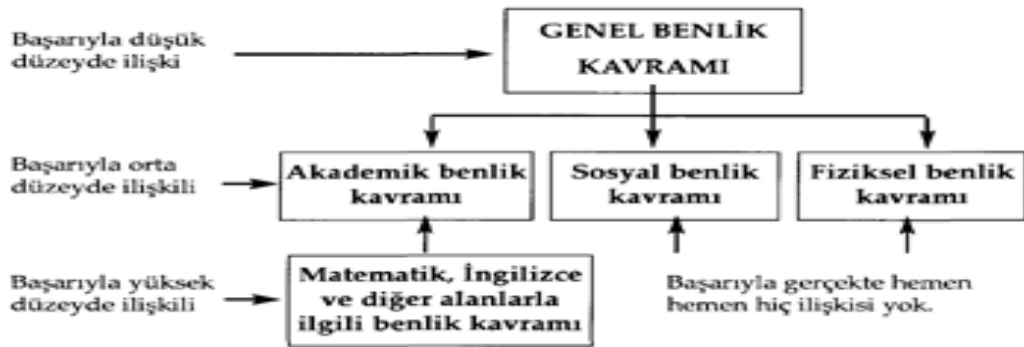 Başarıyla düşük
düzeyde ilişki
GENEL BENLİK
KAVRAMI
Başarıyla orta
düzeyde ilişkili
Akademik benlik
kavramı
Sosyal benlik
kavramı
Fiziksel benlik
kavramı
Başarıyla yüksek
düzeyde ilişkili
Matematik, İngilizce
ve diğer alanlarla
ilgili benlik kavramı
Başarıyla gerçekte hemen
hemen hiç ilişkisi yok.